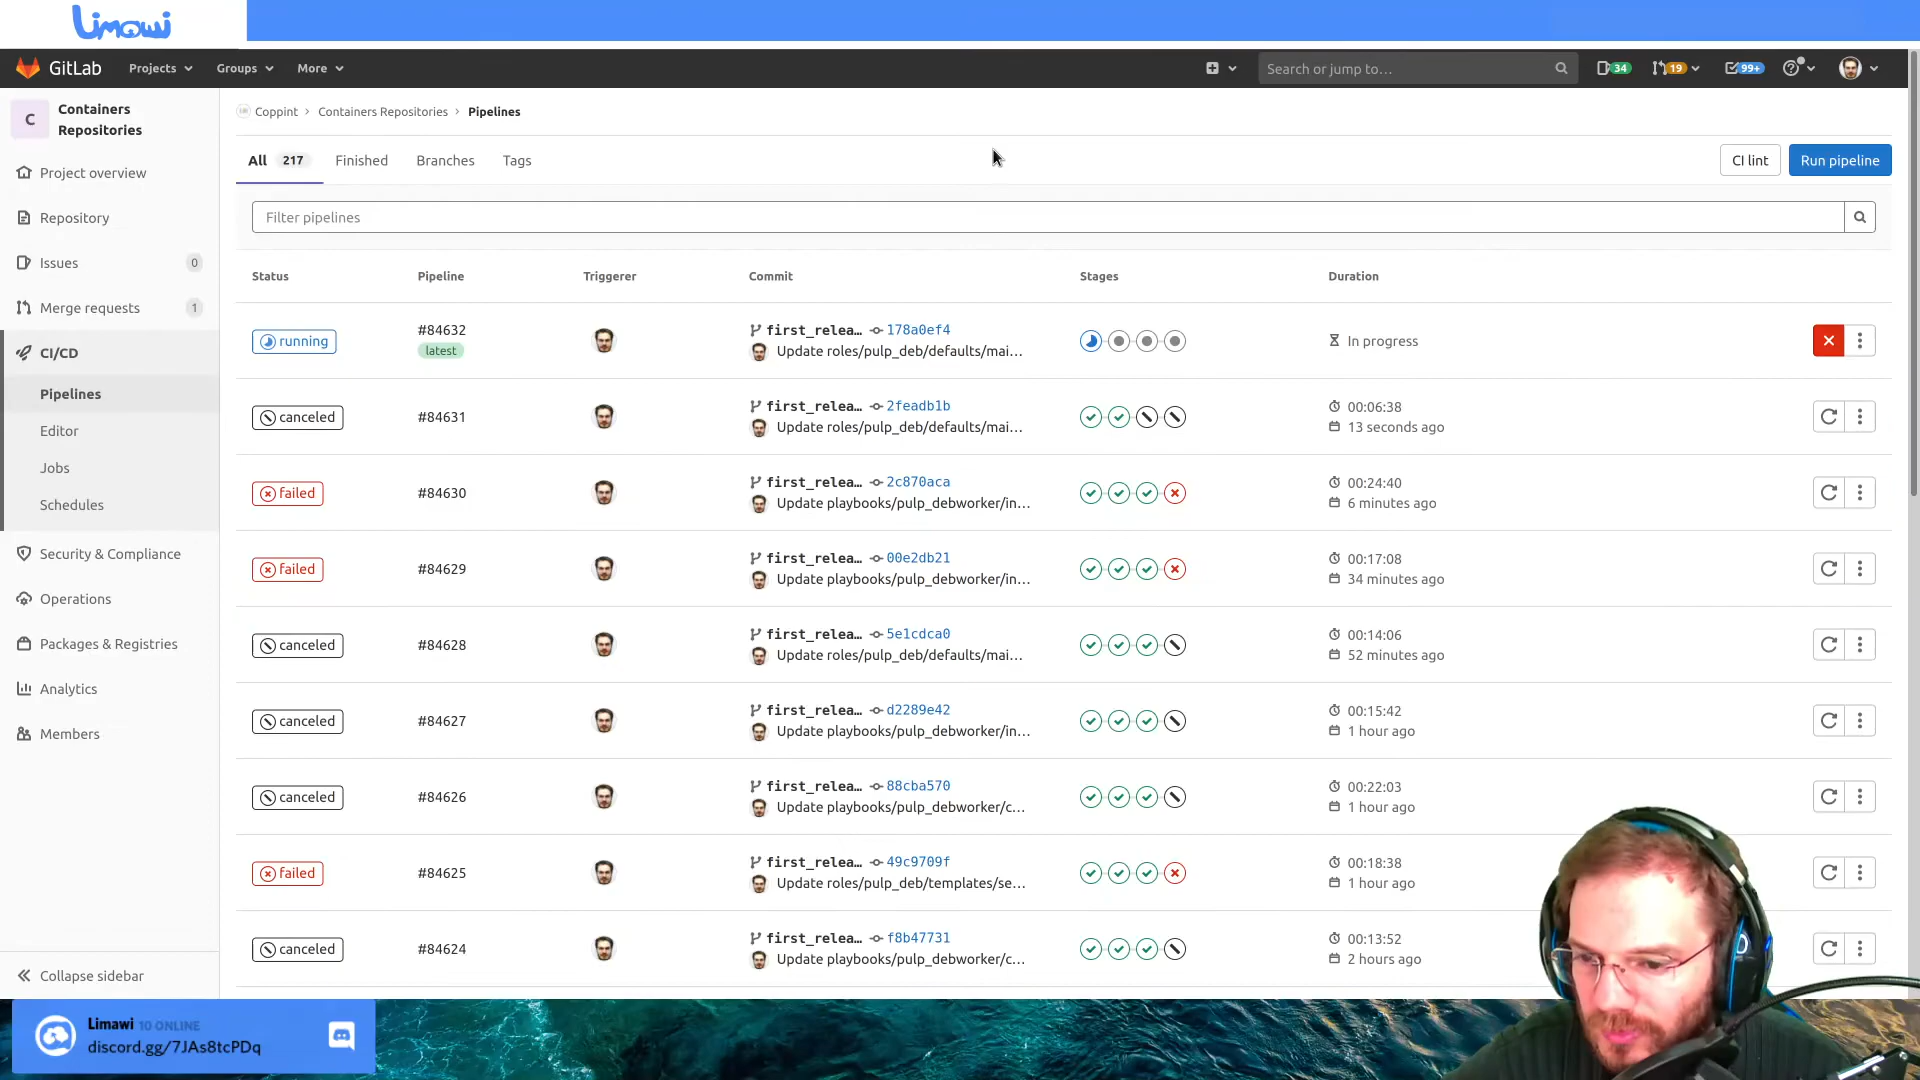 Limawi
GitLab Projects Groups More Search or jump to… 34 19 99+
C Containers Repositories
Project overview
Repository
Issues 0
Merge requests 1
CI/CD
Pipelines
Editor
Jobs
Schedules
Security & Compliance
Operations
Packages & Registries
Analytics
Members
Collapse sidebar
Coppint › Containers Repositories › Pipelines
All 217 Finished Branches Tags CI lint Run pipeline
Filter pipelines
Status Pipeline Triggerer Commit Stages Duration
running #84632 latest first_relea… 178a0ef4 In progress
Update roles/pulp_deb/defaults/mai…
canceled #84631 first_relea… 2feadb1b 00:06:38
Update roles/pulp_deb/defaults/mai… 13 seconds ago
failed #84630 first_relea… 2c870aca 00:24:40
Update playbooks/pulp_debworker/in… 6 minutes ago
failed #84629 first_relea… 00e2db21 00:17:08
Update playbooks/pulp_debworker/in… 34 minutes ago
canceled #84628 first_relea… 5e1cdca0 00:14:06
Update roles/pulp_deb/defaults/mai… 52 minutes ago
canceled #84627 first_relea… d2289e42 00:15:42
Update playbooks/pulp_debworker/in… 1 hour ago
canceled #84626 first_relea… 88cba570 00:22:03
Update playbooks/pulp_debworker/c… 1 hour ago
failed #84625 first_relea… 49c9709f 00:18:38
Update roles/pulp_deb/templates/se… 1 hour ago
canceled #84624 first_relea… f8b47731 00:13:52
Update playbooks/pulp_debworker/c… 2 hours ago
Limawi 10 ONLINE
discord.gg/7JAs8tcPDq